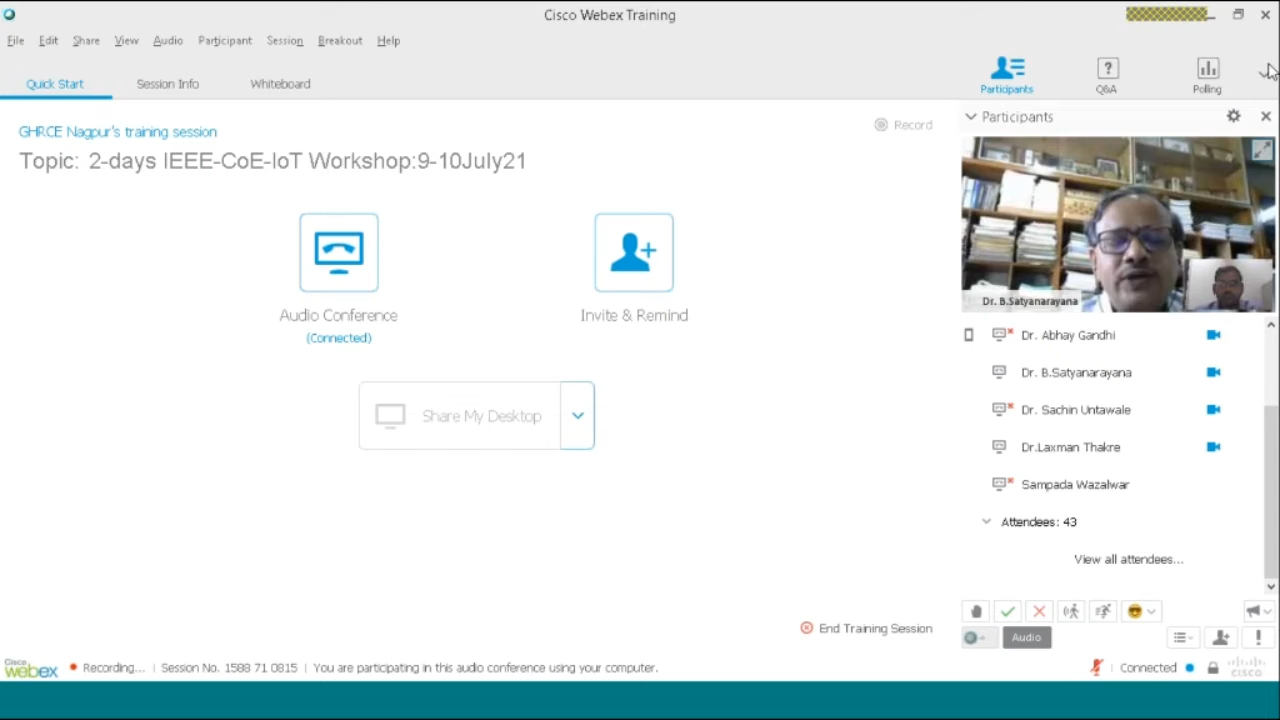 Cisco Webex Training
File Edit Share View Audio Participant Session Breakout Help
Quick Start Session Info Whiteboard
Participants Q&A Polling
Participants
GHRCE Nagpur's training session
Record
Topic: 2-days IEEE-CoE-IoT Workshop:9-10July21
Audio Conference
(Connected)
Invite & Remind
Share My Desktop
Dr. B.Satyanarayana
Dr. Abhay Gandhi
Dr. B.Satyanarayana
Dr. Sachin Untawale
Dr.Laxman Thakre
Sampada Wazalwar
Attendees: 43
View all attendees...
End Training Session
Audio
Cisco webex Recording... Session No. 1588 71 0815 You are participating in this audio conference using your computer.
Connected
CISCO